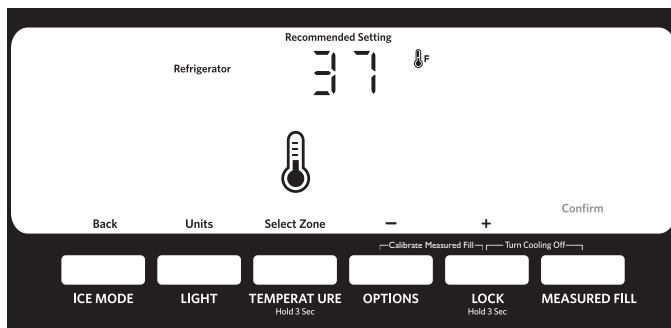 Recommended Setting
Refrigerator 37 F
Confirm
Back Units Select Zone – +
Calibrate Measured Fill Turn Cooling Off
ICE MODE LIGHT TEMPERAT URE OPTIONS LOCK MEASURED FILL
Hold 3 Sec Hold 3 Sec